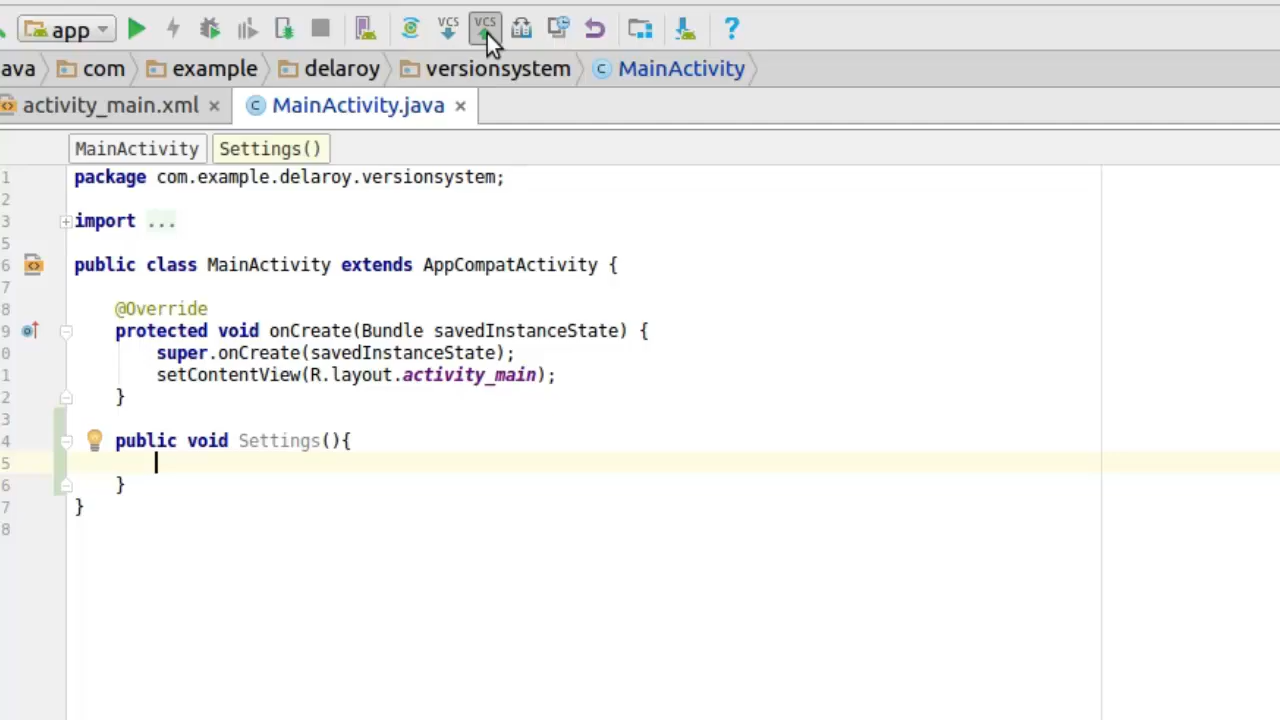 app VCS VCS ?
ava com example delaroy versionsystem C MainActivity
activity_main.xml × C MainActivity.java ×
MainActivity Settings()
1 package com.example.delaroy.versionsystem;
2
3 import ...
5
6 public class MainActivity extends AppCompatActivity {
7
8 @Override
9 protected void onCreate(Bundle savedInstanceState) {
0 super.onCreate(savedInstanceState);
1 setContentView(R.layout.activity_main);
2 }
3
4 public void Settings(){
5
6 }
7 }
8